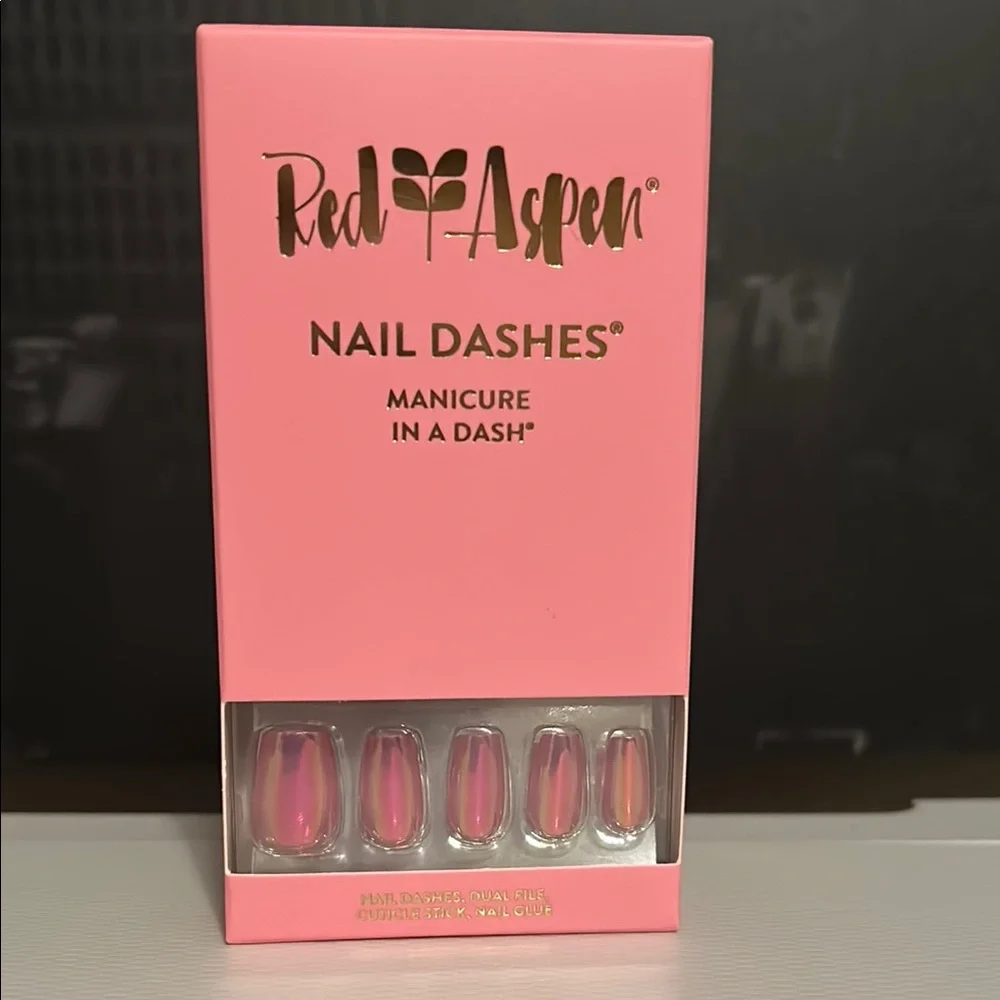 Red Aspen®
NAIL DASHES®
MANICURE
IN A DASH®
NAIL DASHES, DUAL FILE,
CUTICLE STICK, NAIL GLUE